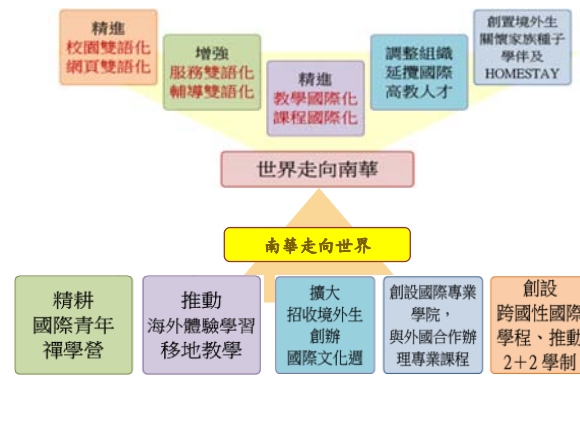 精進
校園雙語化
網頁雙語化
增強
服務雙語化
輔導雙語化
精進
教學國際化
課程國際化
調整組織
延攬國際
高教人才
創置境外生
關懷家族種子
學伴及
HOMESTAY
世界走向南華
南華走向世界
精耕
國際青年
禪學營
推動
海外體驗學習
移地教學
擴大
招收境外生
創辦
國際文化週
創設國際專業
學院，
與外國合作辦
理專業課程
創設
跨國性國際
學程、推動
2+2 學制